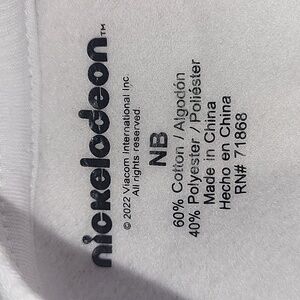 nickelodeon™
© 2022 Viacom International Inc.
All rights reserved.
NB
60% Cotton / Algodón
40% Polyester / Poliéster
Made in China
Hecho en China
RN# 71868